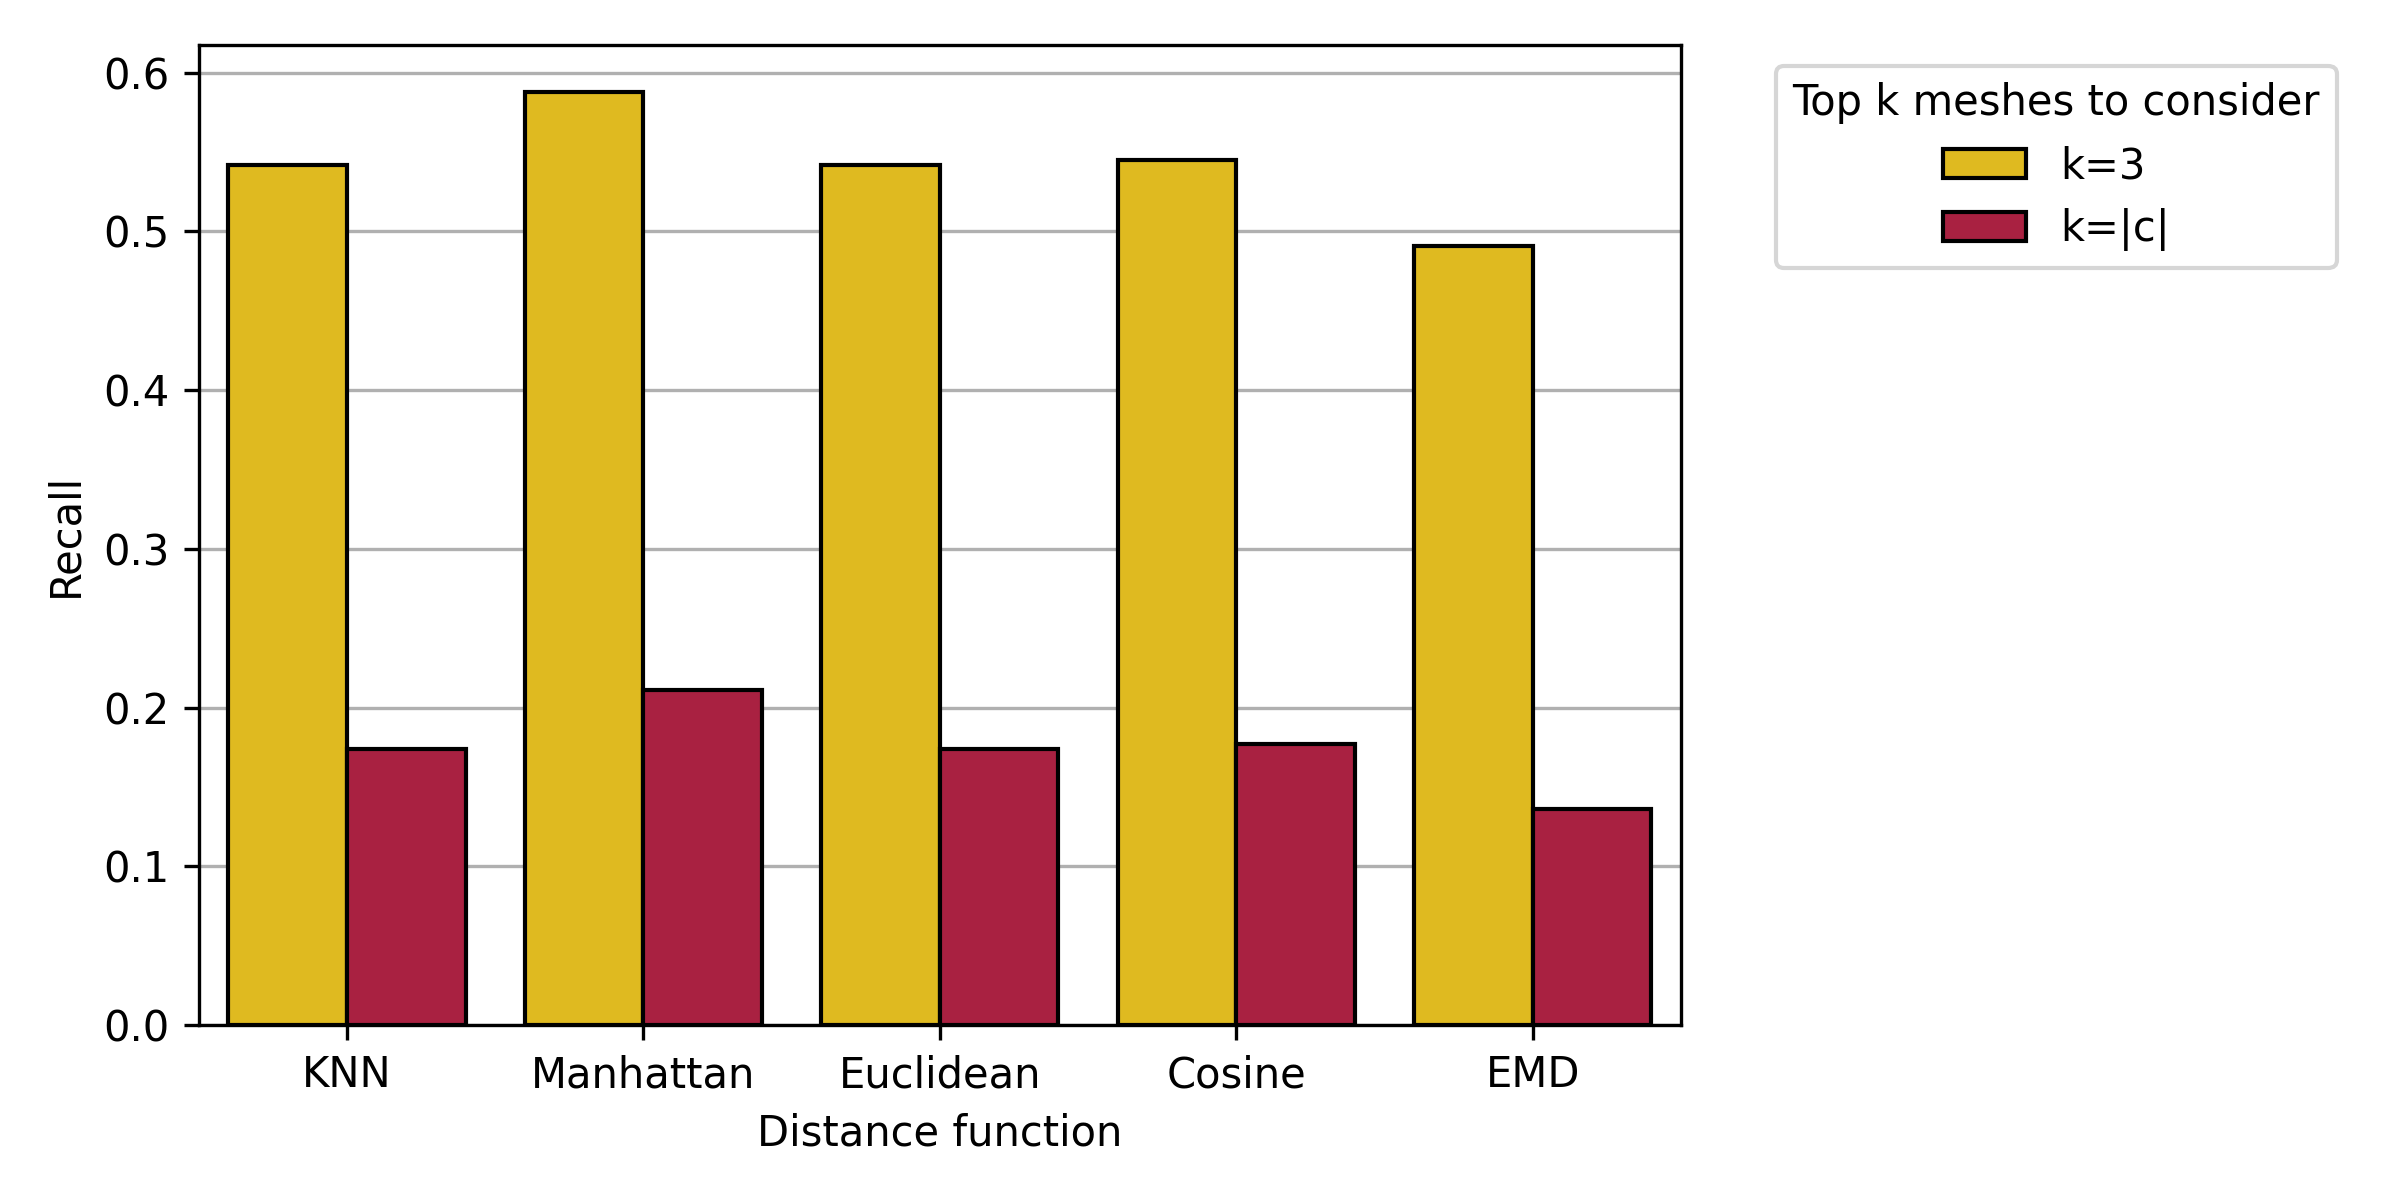 0.6
0.5
0.4
0.3
0.2
0.1
0.0
Recall
KNN
Manhattan
Euclidean
Cosine
EMD
Distance function
Top k meshes to consider
k=3
k=|c|